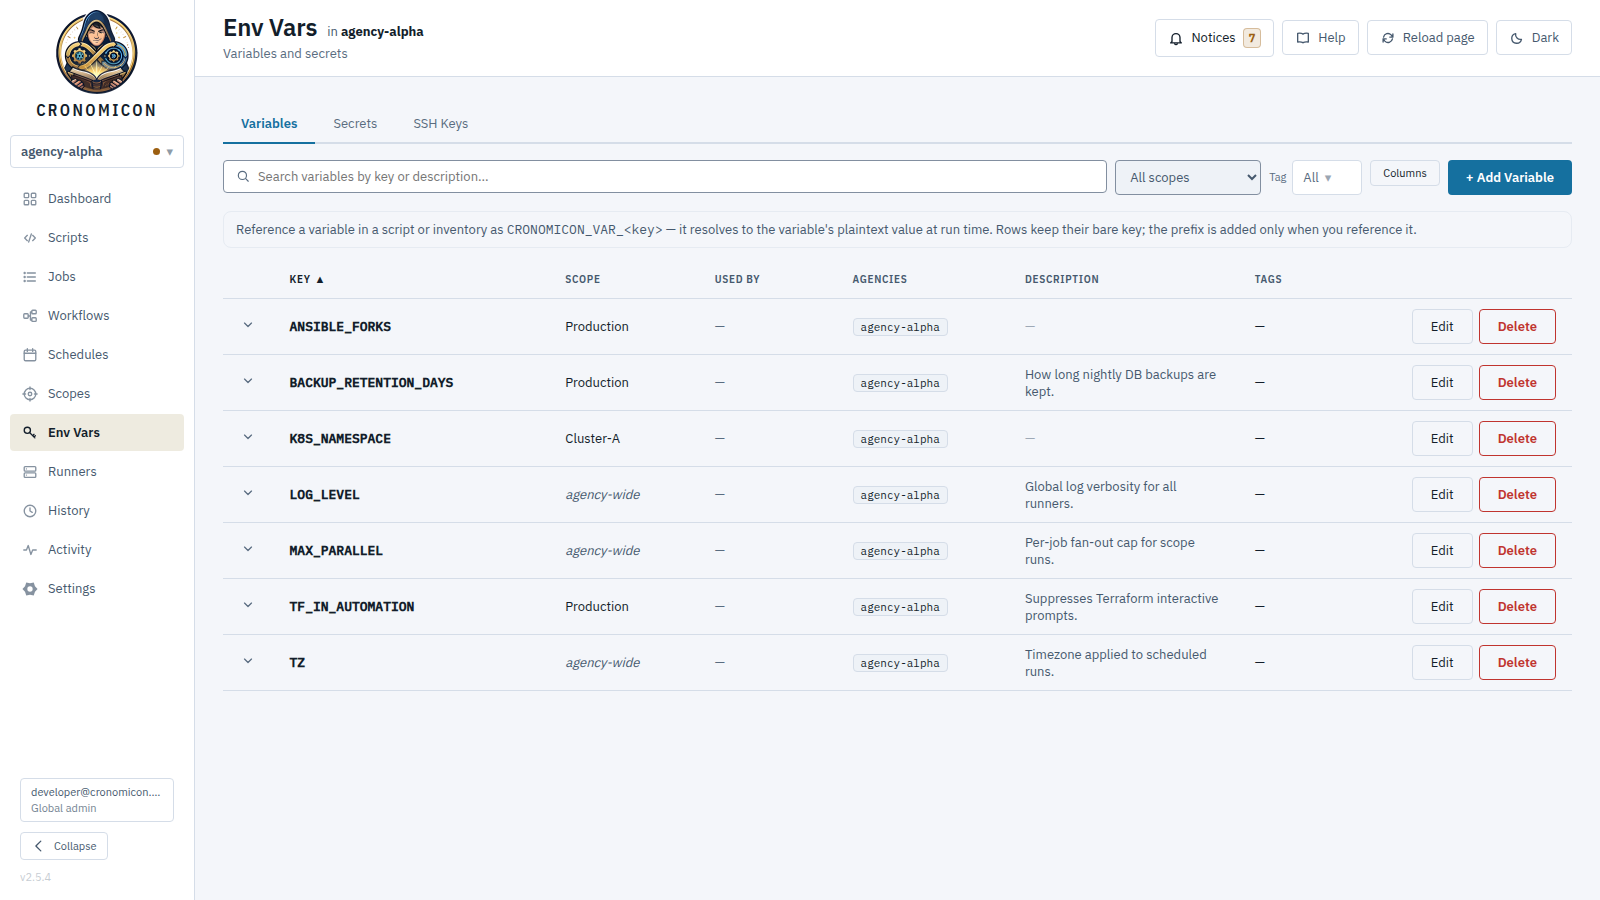 CRONOMICON
agency-alpha
Dashboard
Scripts
Jobs
Workflows
Schedules
Scopes
Env Vars
Runners
History
Activity
Settings
developer@cronomicon....
Global admin
Collapse
v2.5.4
Env Vars in agency-alpha
Variables and secrets
Notices 7
Help
Reload page
Dark
Variables Secrets SSH Keys
Search variables by key or description...
All scopes
Tag
All
Columns
+ Add Variable
Reference a variable in a script or inventory as CRONOMICON_VAR_<key> — it resolves to the variable's plaintext value at run time. Rows keep their bare key; the prefix is added only when you reference it.
KEY ▲ SCOPE USED BY AGENCIES DESCRIPTION TAGS
ANSIBLE_FORKS Production — agency-alpha — — Edit Delete
BACKUP_RETENTION_DAYS Production — agency-alpha How long nightly DB backups are
kept. — Edit Delete
K8S_NAMESPACE Cluster-A — agency-alpha — — Edit Delete
LOG_LEVEL agency-wide — agency-alpha Global log verbosity for all
runners. — Edit Delete
MAX_PARALLEL agency-wide — agency-alpha Per-job fan-out cap for scope
runs. — Edit Delete
TF_IN_AUTOMATION Production — agency-alpha Suppresses Terraform interactive
prompts. — Edit Delete
TZ agency-wide — agency-alpha Timezone applied to scheduled
runs. — Edit Delete